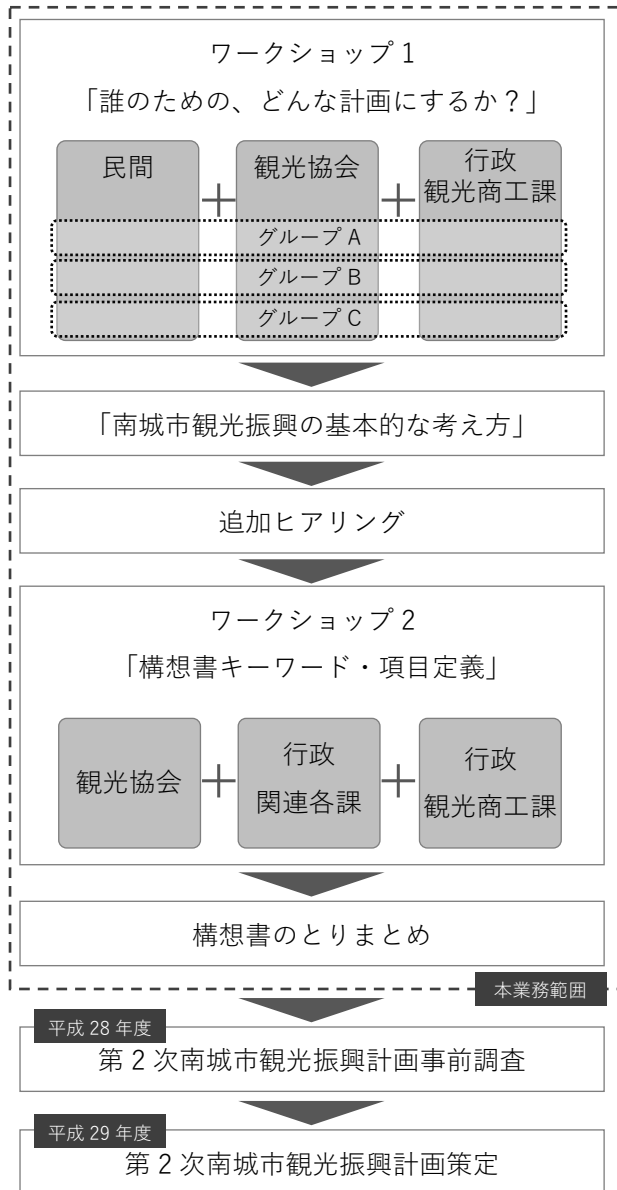 ワークショップ 1
「誰のための、どんな計画にするか？」
民間
+
観光協会
+
行政
観光商工課
グループ A
グループ B
グループ C
「南城市観光振興の基本的な考え方」
追加ヒアリング
ワークショップ 2
「構想書キーワード・項目定義」
観光協会
+
行政
関連各課
+
行政
観光商工課
構想書のとりまとめ
本業務範囲
平成 28 年度
第 2 次南城市観光振興計画事前調査
平成 29 年度
第 2 次南城市観光振興計画策定